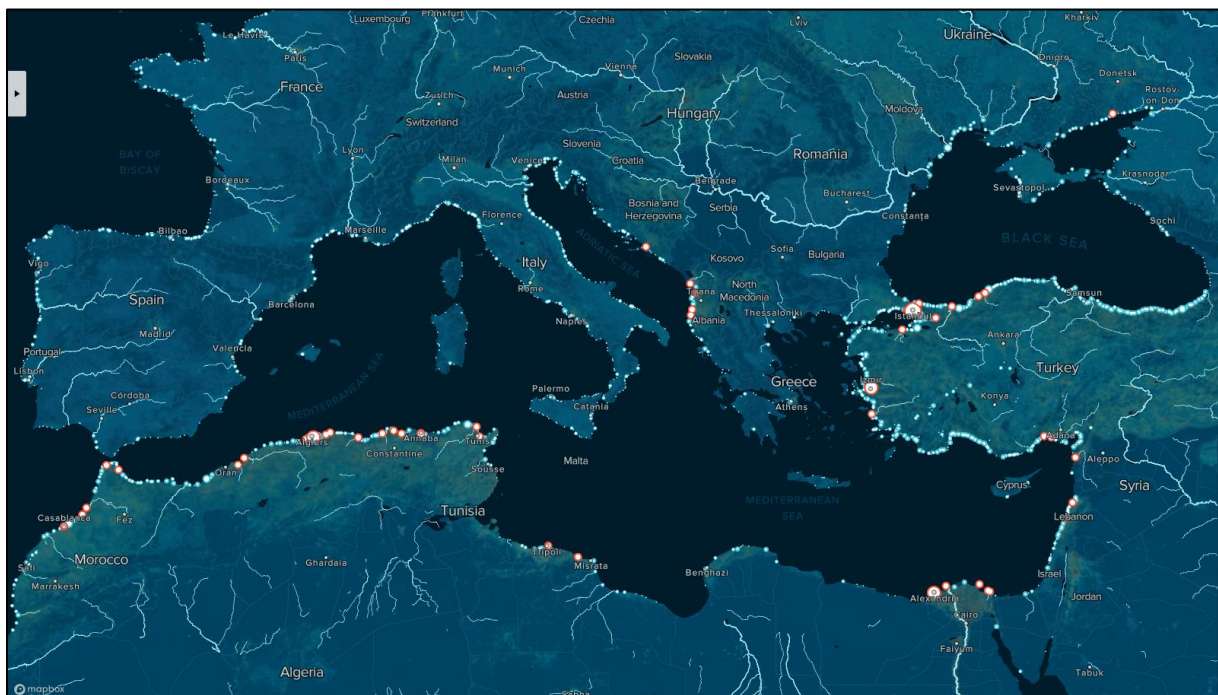 Luxembourg
Frankfurt
Czechia
Lviv
Kharkiv
Ukraine
Le Havre
Paris
Slovakia
Dnipro
Donetsk
Munich
Vienna
France
Austria
Rostov
-on-Don
Zurich
Hungary
Moldova
Switzerland
BAY OF
BISCAY
Lyon
Slovenia
Romania
Milan
Venice
Croatia
Krasnodar
Bordeaux
Belgrade
Sevastopol
Bucharest
Bosnia and
Herzegovina
Serbia
Florence
Constanța
Sochi
Bilbao
Marseille
ADRIATIC SEA
BLACK SEA
Sofia
Bulgaria
Vigo
Italy
Kosovo
Rome
Tirana
North
Macedonia
Samsun
Spain
Barcelona
Istanbul
Thessaloniki
Albania
Naples
Madrid
Ankara
Portugal
Valencia
Turkey
Lisbon
MEDITERRANEAN SEA
Greece
Izmir
Palermo
Konya
Córdoba
Catania
Athens
Seville
Adana
Algiers
Annaba
Tunis
Constantine
Aleppo
Malta
Oran
Sousse
Cyprus
Syria
MEDITERRANEAN
SEA
Casablanca
Fez
Tunisia
Lebanon
Tripoli
Safi
Morocco
Ghardaia
Misrata
Benghazi
Israel
Marrakesh
Alexandria
Jordan
Cairo
Faiyum
Algeria
Tabuk
Sabha
mapbox